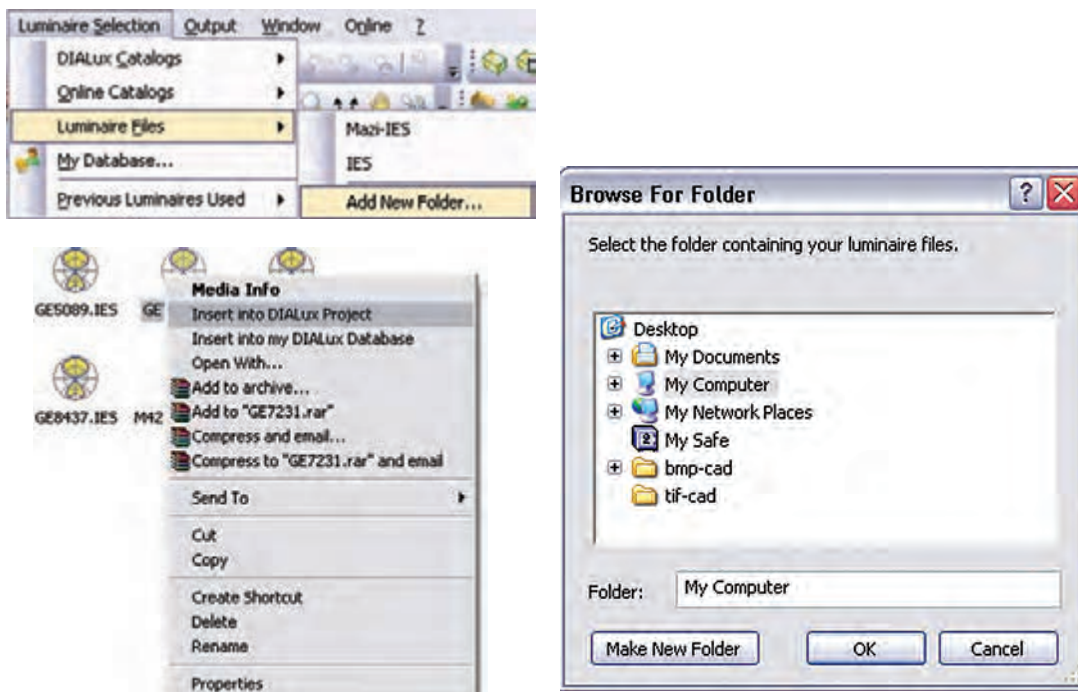 Luminaire Selection Output Window Online ?
DIALux Catalogs
Online Catalogs
Luminaire Files
My Database...
Previous Luminaires Used
Mazi-IES
IES
Add New Folder...
GE5089.IES GE
GE8437.IES M42
Media Info
Insert into DIALux Project
Insert into my DIALux Database
Open With...
Add to archive...
Add to "GE7231.rar"
Compress and email...
Compress to "GE7231.rar" and email
Send To
Cut
Copy
Create Shortcut
Delete
Rename
Properties
Browse For Folder ?
Select the folder containing your luminaire files.
Desktop
My Documents
My Computer
My Network Places
My Safe
bmp-cad
tif-cad
Folder: My Computer
Make New Folder OK Cancel